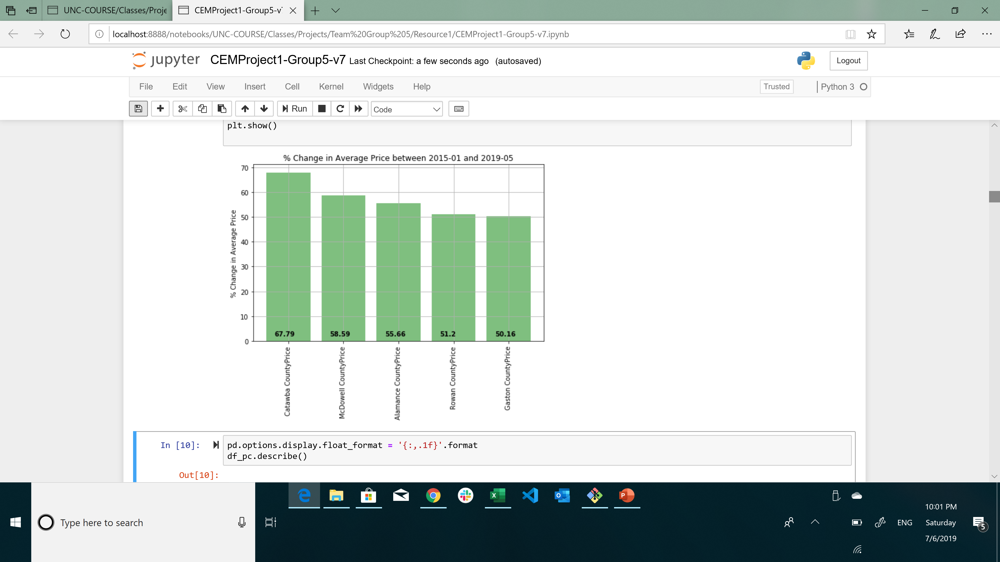 UNC-COURSE/Classes/Proje
CEMProject1-Group5-v
localhost:8888/notebooks/UNC-COURSE/Classes/Projects/Team%20Group%205/Resource1/CEMProject1-Group5-v7.ipynb
jupyter CEMProject1-Group5-v7 Last Checkpoint: a few seconds ago (autosaved)
Logout
File Edit View Insert Cell Kernel Widgets Help
Trusted
Python 3
Run
Code
plt.show()
% Change in Average Price between 2015-01 and 2019-05
% Change in Average Price
70
60
50
40
30
20
10
0
67.79 58.59 55.66 51.2 50.16
Catawba CountyPrice
McDowell CountyPrice
Alamance CountyPrice
Rowan CountyPrice
Gaston CountyPrice
In [10]:
pd.options.display.float_format = '{:,.1f}'.format
df_pc.describe()
Out[10]:
Type here to search
X
O
P
ENG
10:01 PM
Saturday
7/6/2019
5